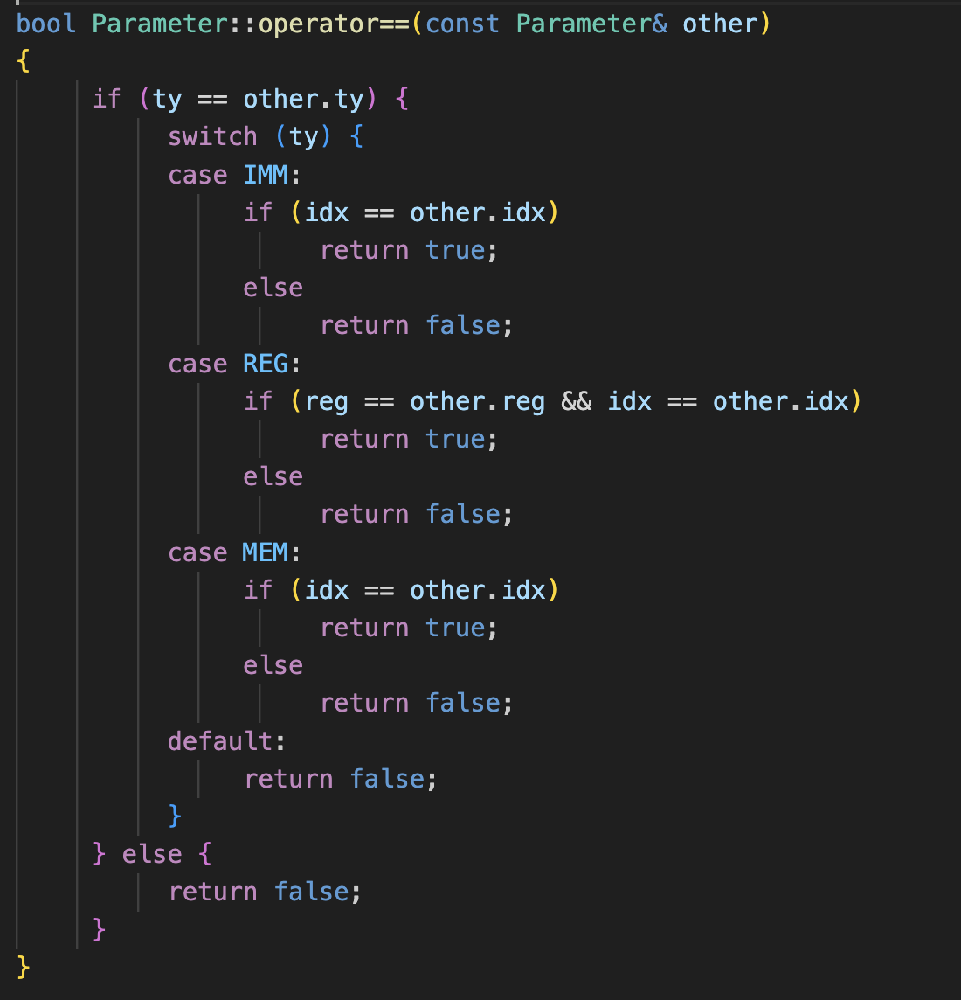 bool Parameter::operator==(const Parameter& other)
{
    if (ty == other.ty) {
        switch (ty) {
        case IMM:
            if (idx == other.idx)
                return true;
            else
                return false;
        case REG:
            if (reg == other.reg && idx == other.idx)
                return true;
            else
                return false;
        case MEM:
            if (idx == other.idx)
                return true;
            else
                return false;
        default:
            return false;
        }
    } else {
        return false;
    }
}